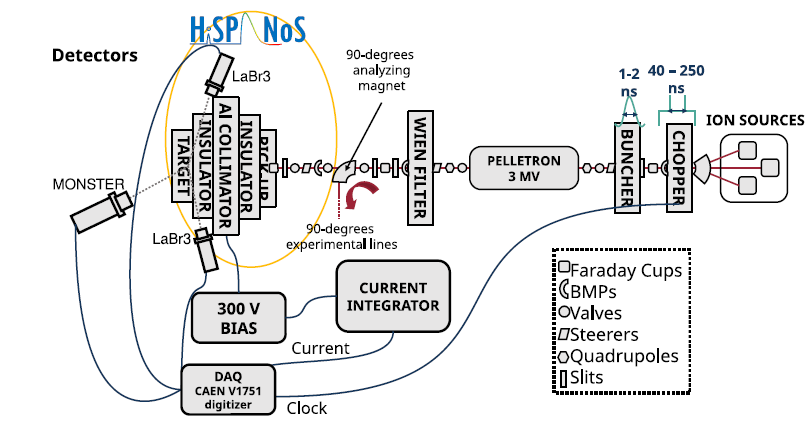 HiSPANoS
Detectors
LaBr3
90-degrees
analyzing
magnet
1-2
ns
40 – 250
ns
ION SOURCES
TARGET
INSULATOR
Al COLLIMATOR
INSULATOR
PICK-UP
WIEN FILTER
PELLETRON
3 MV
BUNCHER
CHOPPER
MONSTER
LaBr3
90-degrees
experimental lines
300 V
BIAS
CURRENT
INTEGRATOR
Current
DAQ
CAEN V1751
digitizer
Clock
Faraday Cups
BMPs
Valves
Steerers
Quadrupoles
Slits